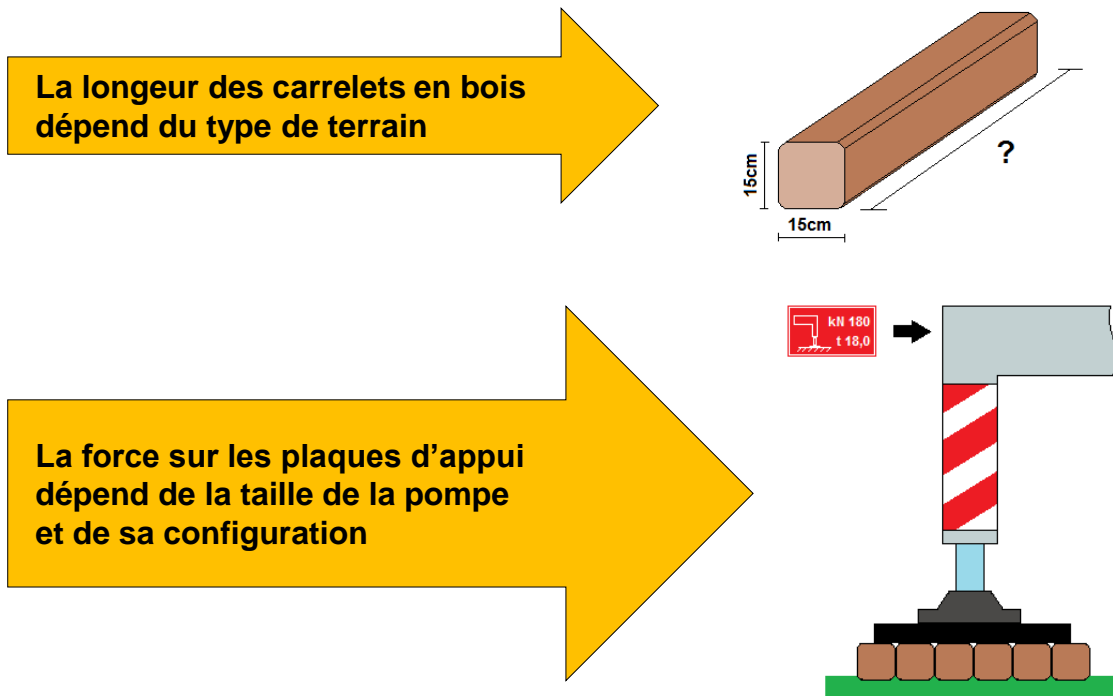 La longeur des carrelets en bois
dépend du type de terrain
15cm
15cm
?
kN 180
t 18,0
La force sur les plaques d’appui
dépend de la taille de la pompe
et de sa configuration